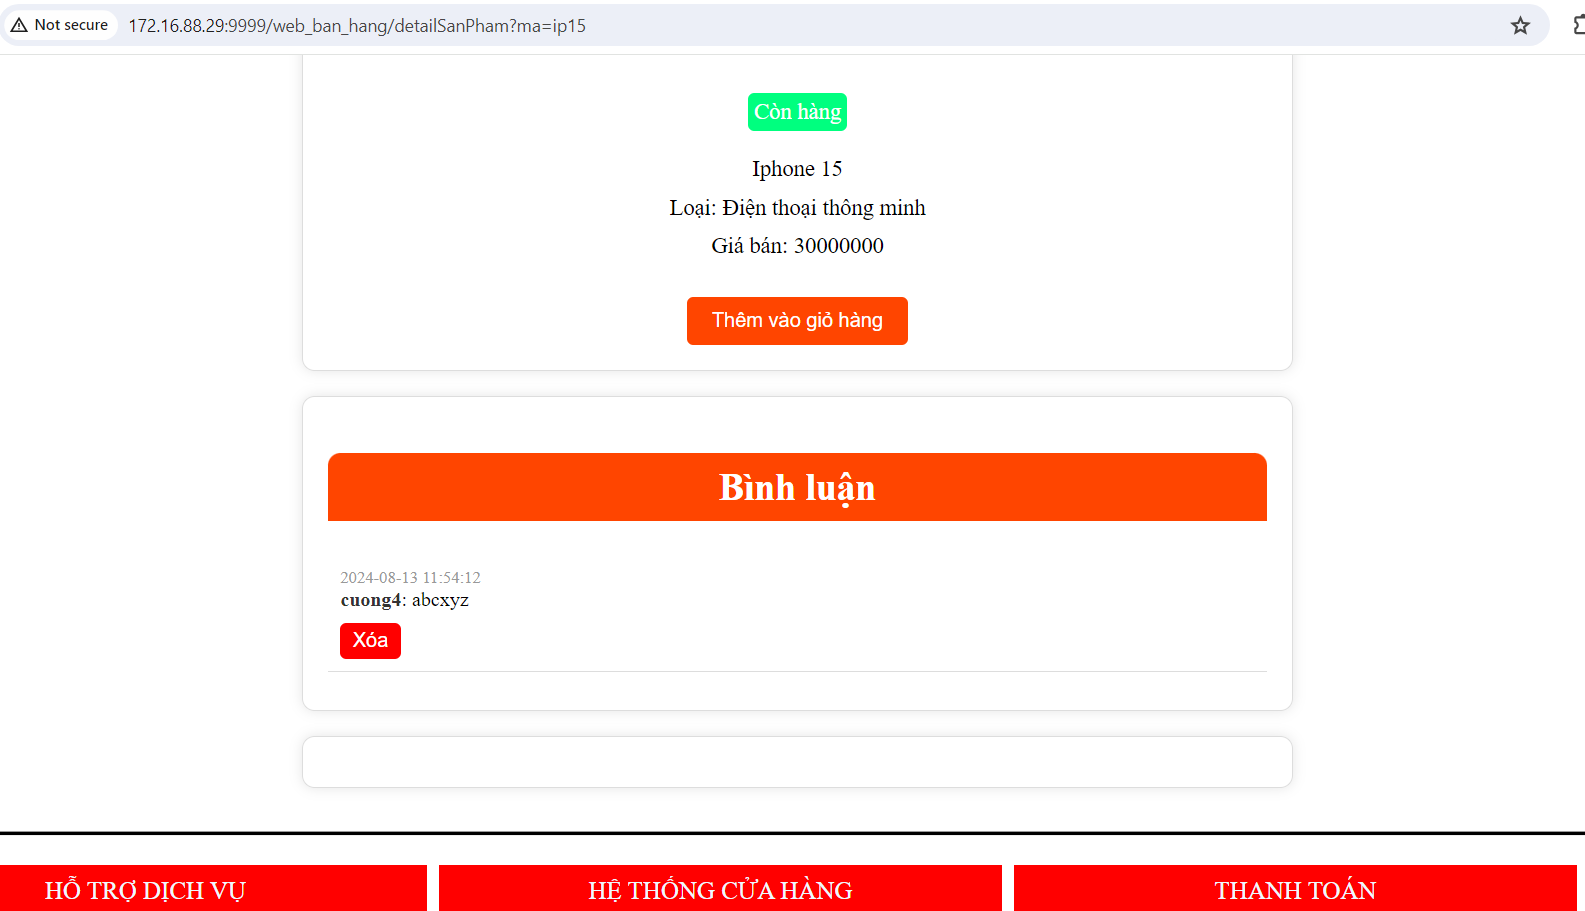 Not secure 172.16.88.29:9999/web_ban_hang/detailSanPham?ma=ip15
Còn hàng
Iphone 15
Loại: Điện thoại thông minh
Giá bán: 30000000
Thêm vào giỏ hàng
Bình luận
2024-08-13 11:54:12
cuong4: abcxyz
Xóa
HỖ TRỢ DỊCH VỤ
HỆ THỐNG CỬA HÀNG
THANH TOÁN